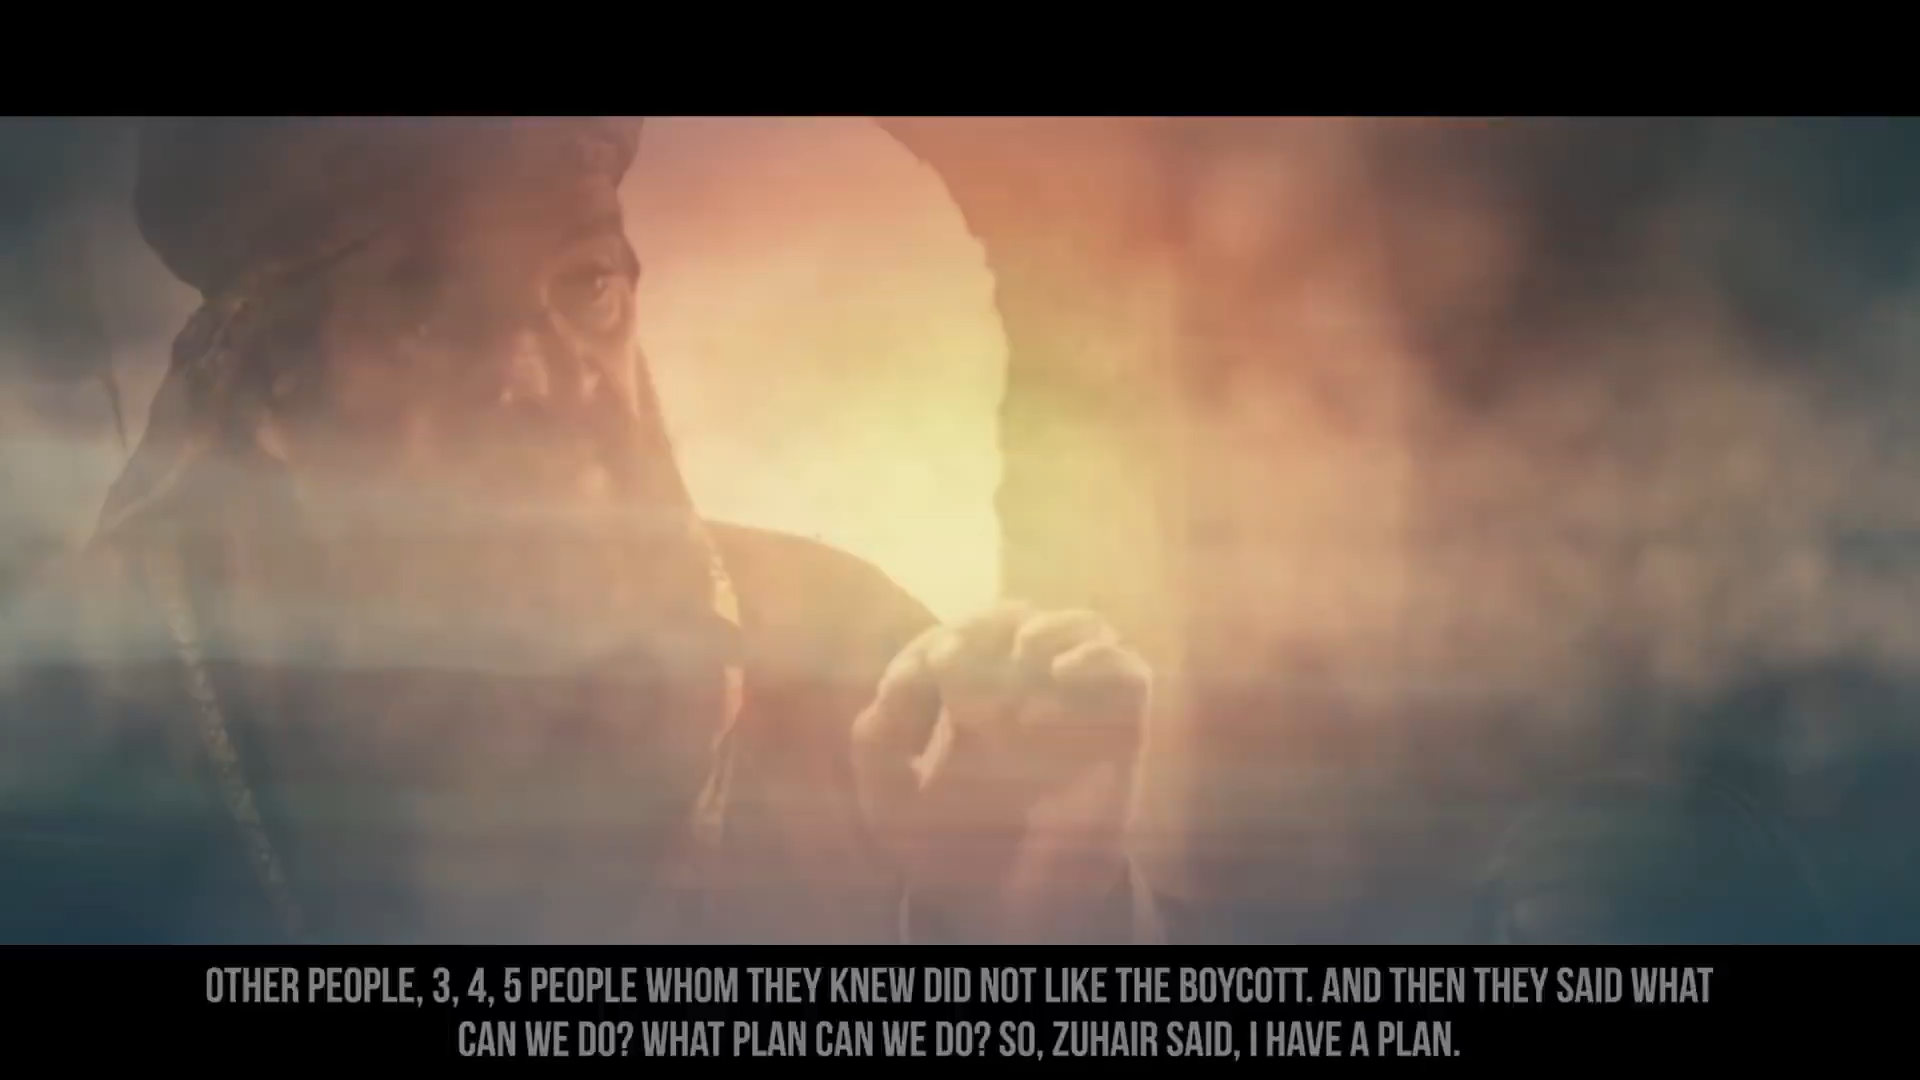 OTHER PEOPLE, 3, 4, 5 PEOPLE WHOM THEY KNEW DID NOT LIKE THE BOYCOTT. AND THEN THEY SAID WHAT
CAN WE DO? WHAT PLAN CAN WE DO? SO, ZUHAIR SAID, I HAVE A PLAN.